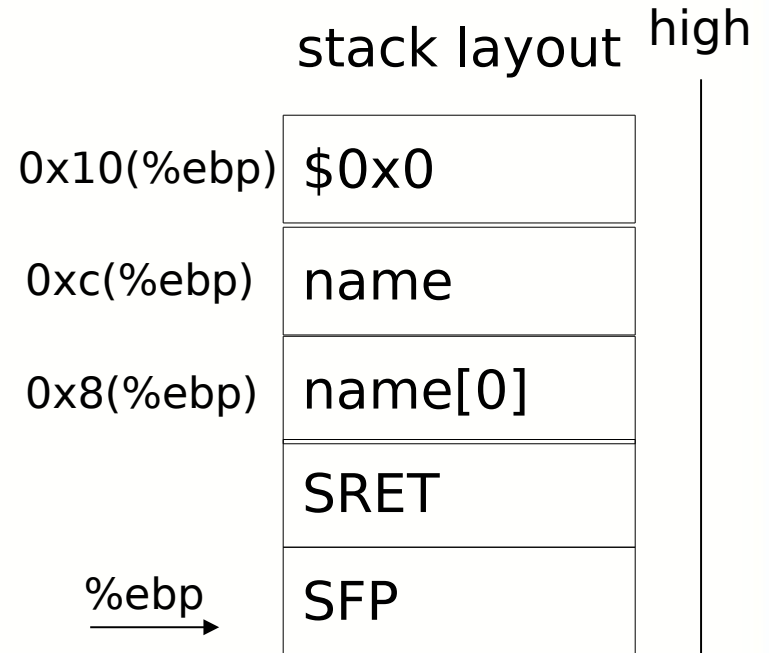 stack layout
high
0x10(%ebp)
$0x0
0xc(%ebp)
name
0x8(%ebp)
name[0]
SRET
%ebp
SFP